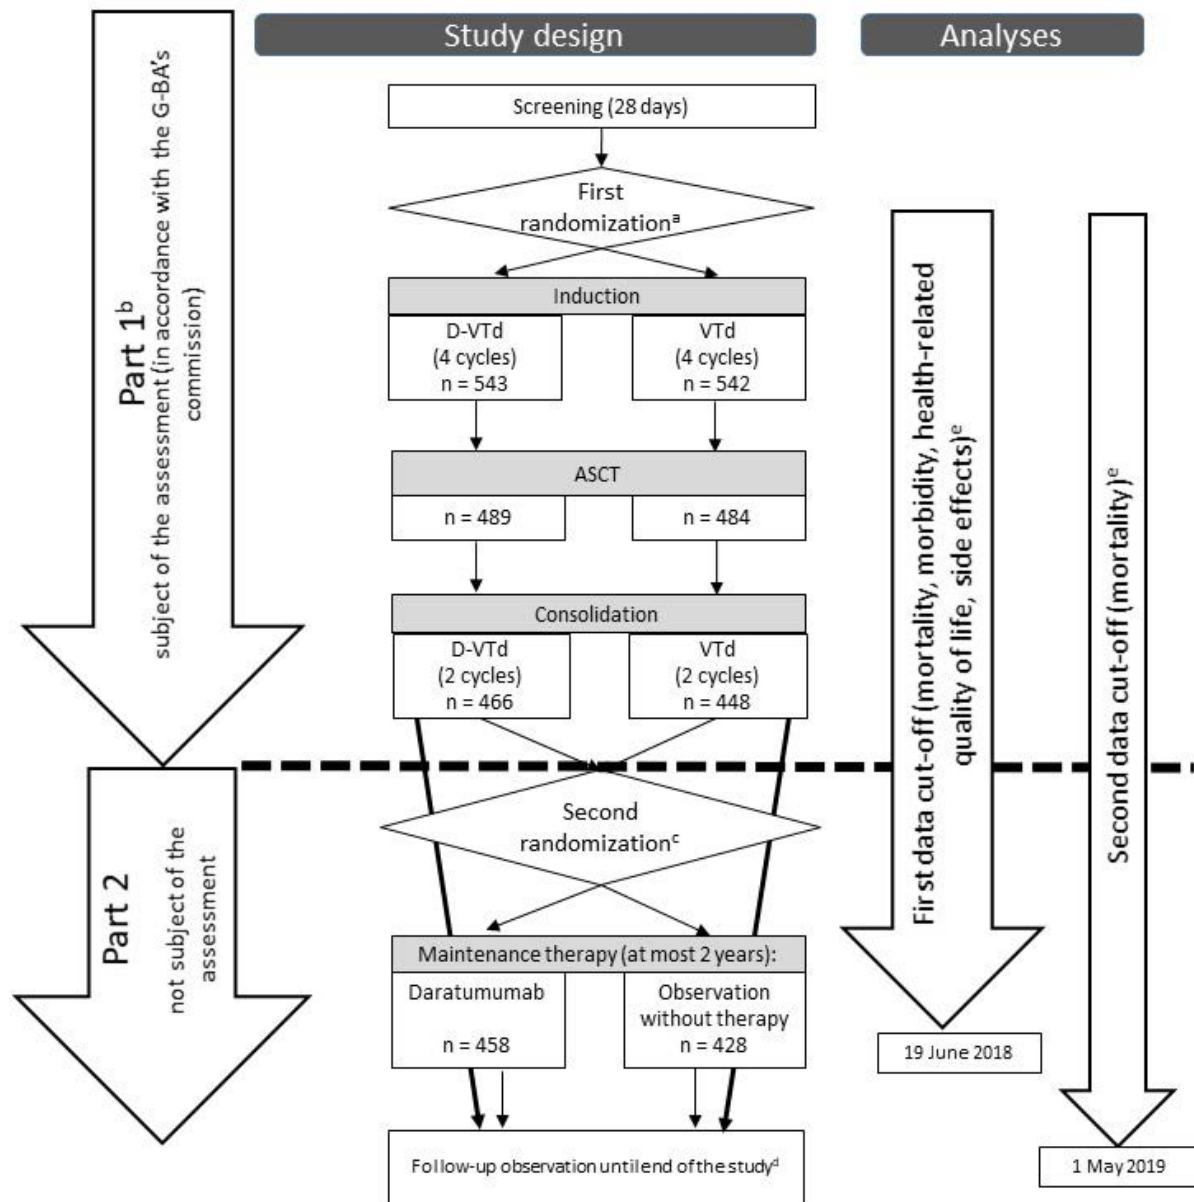 Study design
Analyses
Screening (28 days)
First
randomizationᵃ
Induction
D-VTd
(4 cycles)
n = 543
VTd
(4 cycles)
n = 542
ASCT
n = 489
n = 484
Consolidation
D-VTd
(2 cycles)
n = 466
VTd
(2 cycles)
n = 448
Second
randomizationᶜ
Maintenance therapy (at most 2 years):
Daratumumab
n = 458
Observation
without therapy
n = 428
Follow-up observation until end of the studyᵈ
Part 1ᵇ
subject of the assessment (in accordance with the G-BA's
commission)
Part 2
not subject of the
assessment
First data cut-off (mortality, morbidity, health-related
quality of life, side effects)ᵉ
19 June 2018
Second data cut-off (mortality)ᵉ
1 May 2019